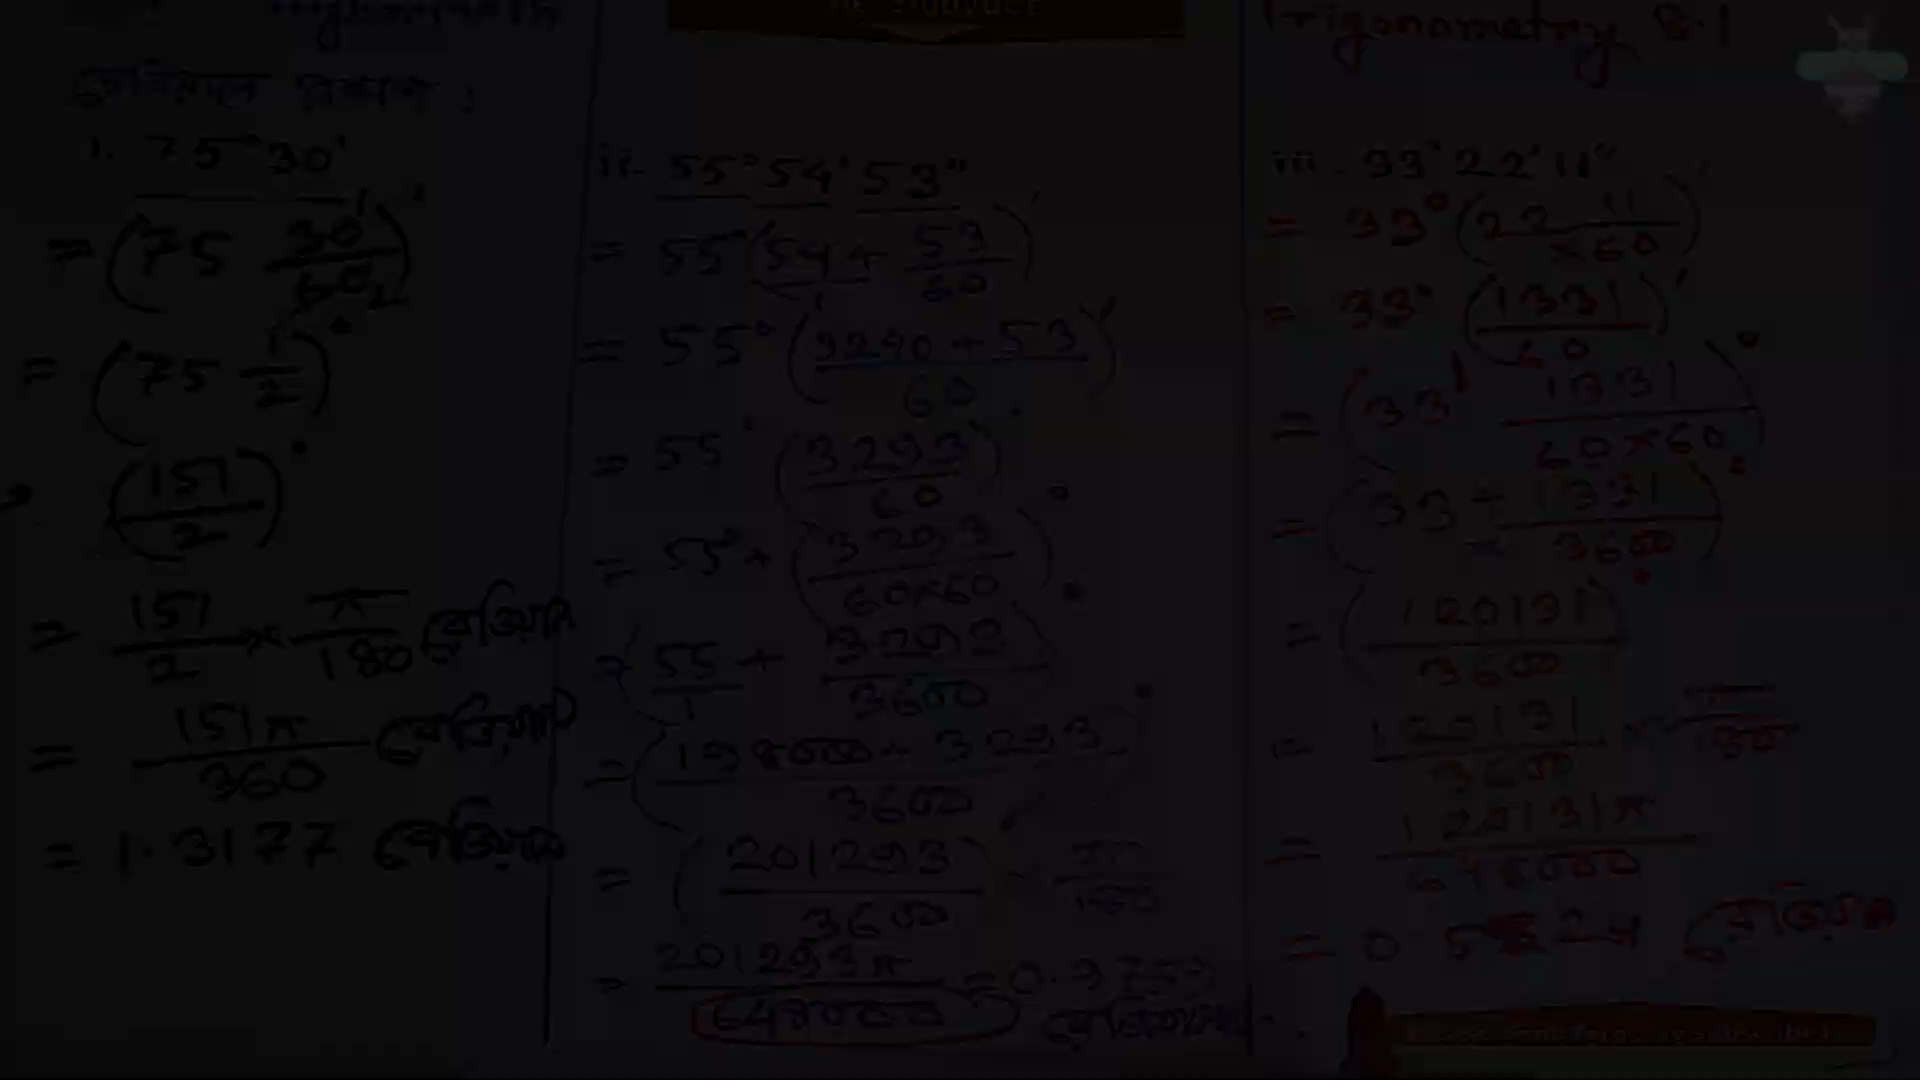 Trigonometry 8.1
রেডিয়ানে প্রকাশ :
i. 75°30'
= (75 30/60)°
= (75 1/2)°
= (151/2)°
= 151/2 × π/180 রেডিয়ান
= 151π/360 রেডিয়ান
= 1.3177 রেডিয়ান
ii. 55°54'53"
= 55°(54 + 53/60)'
= 55°(3240 + 53/60)'
= 55°(3293/60)'
= 55° + (3293/60×60)°
= (55/1 + 3293/3600)°
= (198000 + 3293/3600)°
= (201293/3600) × π/180
= 201293π/648000 = 0.9759
রেডিয়ান
iii. 33°22'11"
= 33°(22 11/60)'
= 33°(1331/60)'
= (33 1331/60×60)°
= (33 + 1331/3600)°
= (120131/3600)°
= 120131/3600 × π/180
= 120131π/648000
= 0.5824 রেডিয়ান